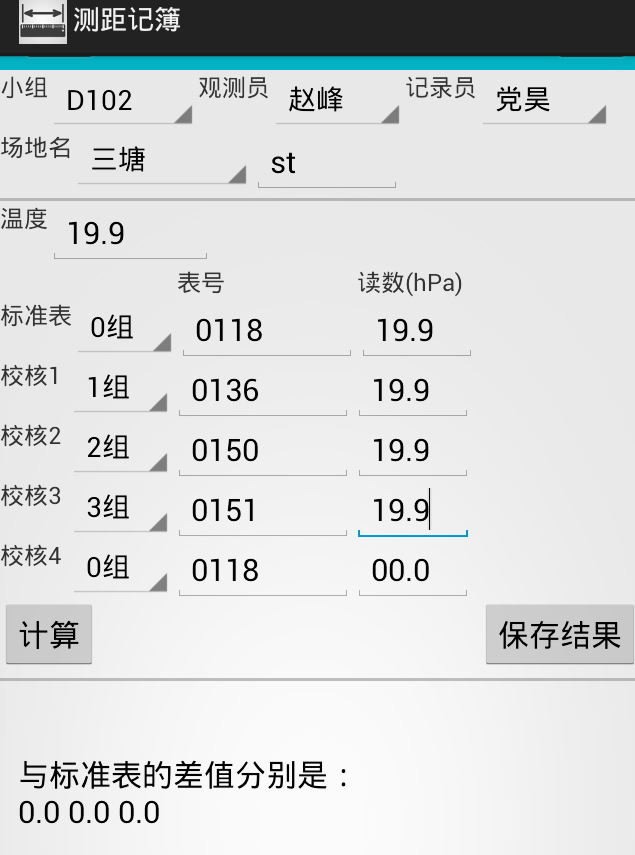 测距记簿
小组 D102 观测员 赵峰 记录员 党昊
场地名 三塘 st
温度 19.9
表号 读数(hPa)
标准表 0组 0118 19.9
校核1 1组 0136 19.9
校核2 2组 0150 19.9
校核3 3组 0151 19.9
校核4 0组 0118 00.0
计算 保存结果
与标准表的差值分别是：
0.0 0.0 0.0